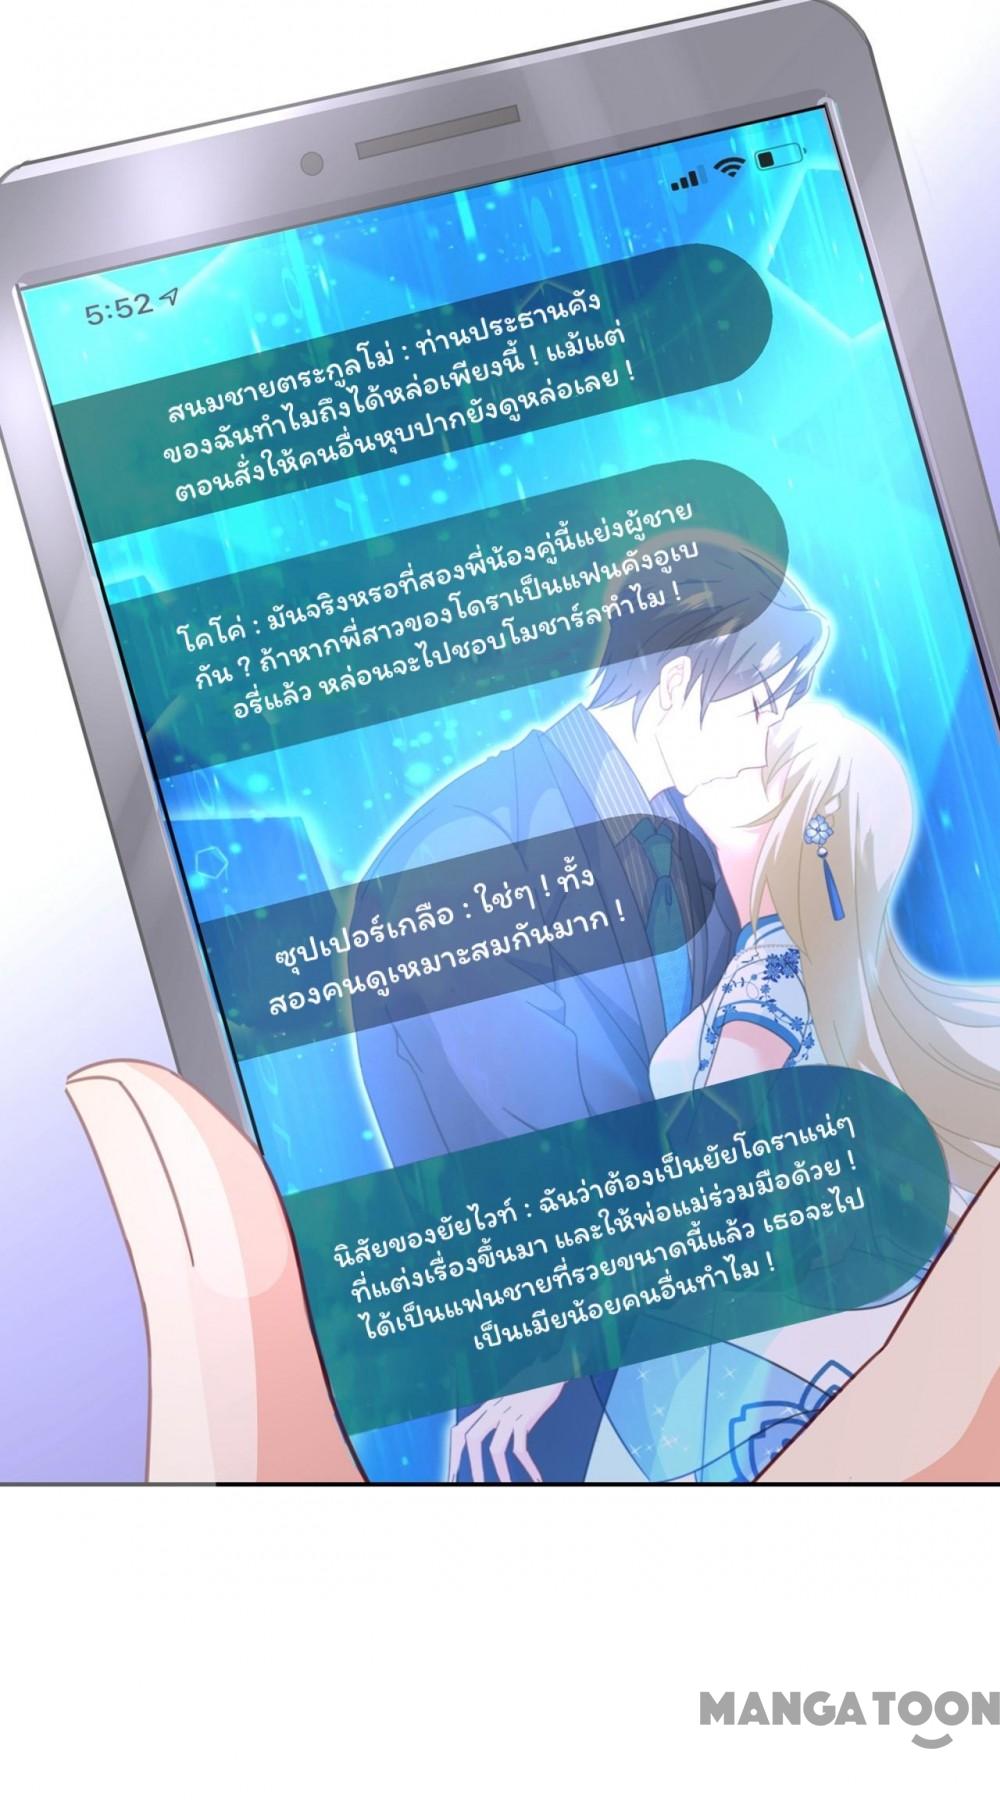 5:52
สนมชายตระกูลโม่ : ท่านประธานคัง
ของฉันทำไมถึงได้หล่อเพียงนี้ ! แม้แต่
ตอนสั่งให้คนอื่นหุบปากยังดูหล่อเลย !
โคโค่ : มันจริงหรอที่สองพี่น้องคู่นี้แย่งผู้ชาย
กัน ? ถ้าหากพี่สาวของโดราเป็นแฟนคังอูเบ
อรี่แล้ว หล่อนจะไปชอบโมชาร์ลทำไม !
ซุปเปอร์เกลือ : ใช่ๆ ! ทั้ง
สองคนดูเหมาะสมกันมาก !
นิสัยของยัยไวท์ : ฉันว่าต้องเป็นยัยโดราแน่ๆ
ที่แต่งเรื่องขึ้นมา และให้พ่อแม่ร่วมมือด้วย !
ได้เป็นแฟนชายที่รวยขนาดนี้แล้ว เธอจะไป
เป็นเมียน้อยคนอื่นทำไม !
MANGA TOON